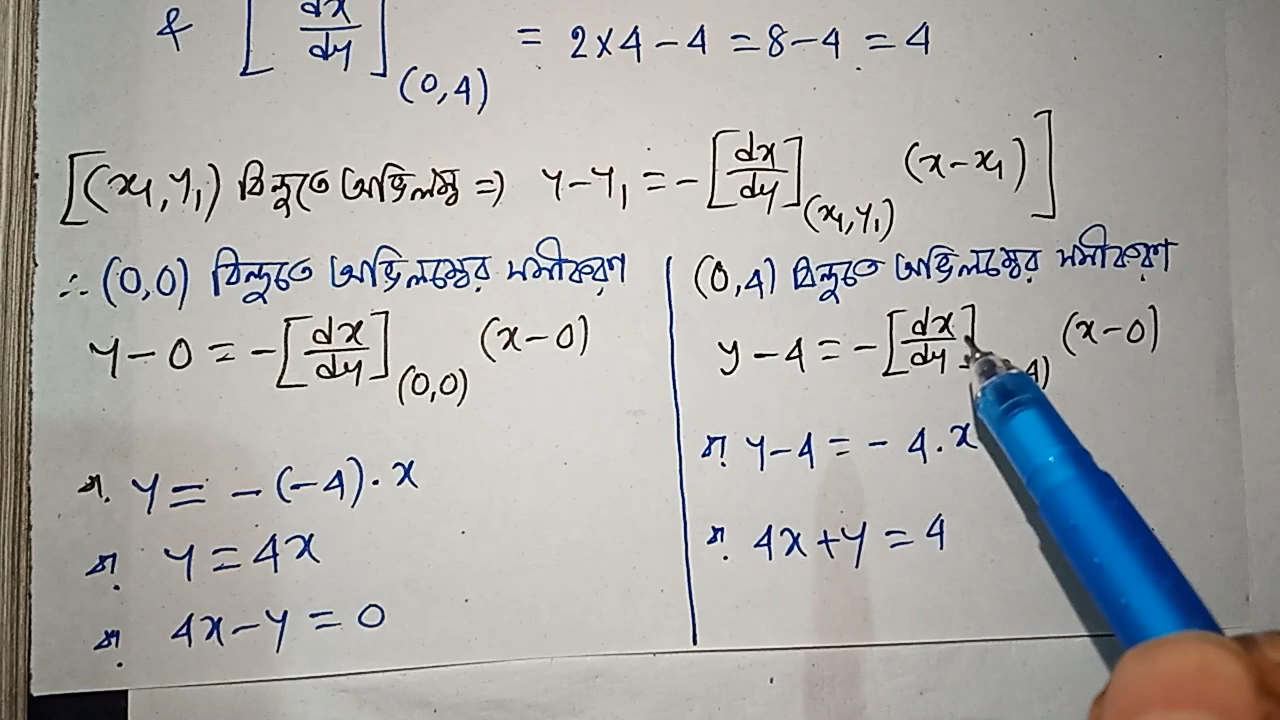 & [dx/dy](0,4) = 2×4-4 = 8-4 = 4
[(x₁, y₁) বিন্দুতে অভিলম্ব ⇒ y-y₁ = -[dx/dy](x₁,y₁) (x-x₁)]
∴ (0,0) বিন্দুতে অভিলম্বের সমীকরণ
y-0 = -[dx/dy](0,0) (x-0)
বা. y = -(-4)·x
বা. y = 4x
বা. 4x-y = 0
(0,4) বিন্দুতে অভিলম্বের সমীকরণ
y-4 = -[dx/dy] 4) (x-0)
বা. y-4 = -4·x
বা. 4x+y = 4